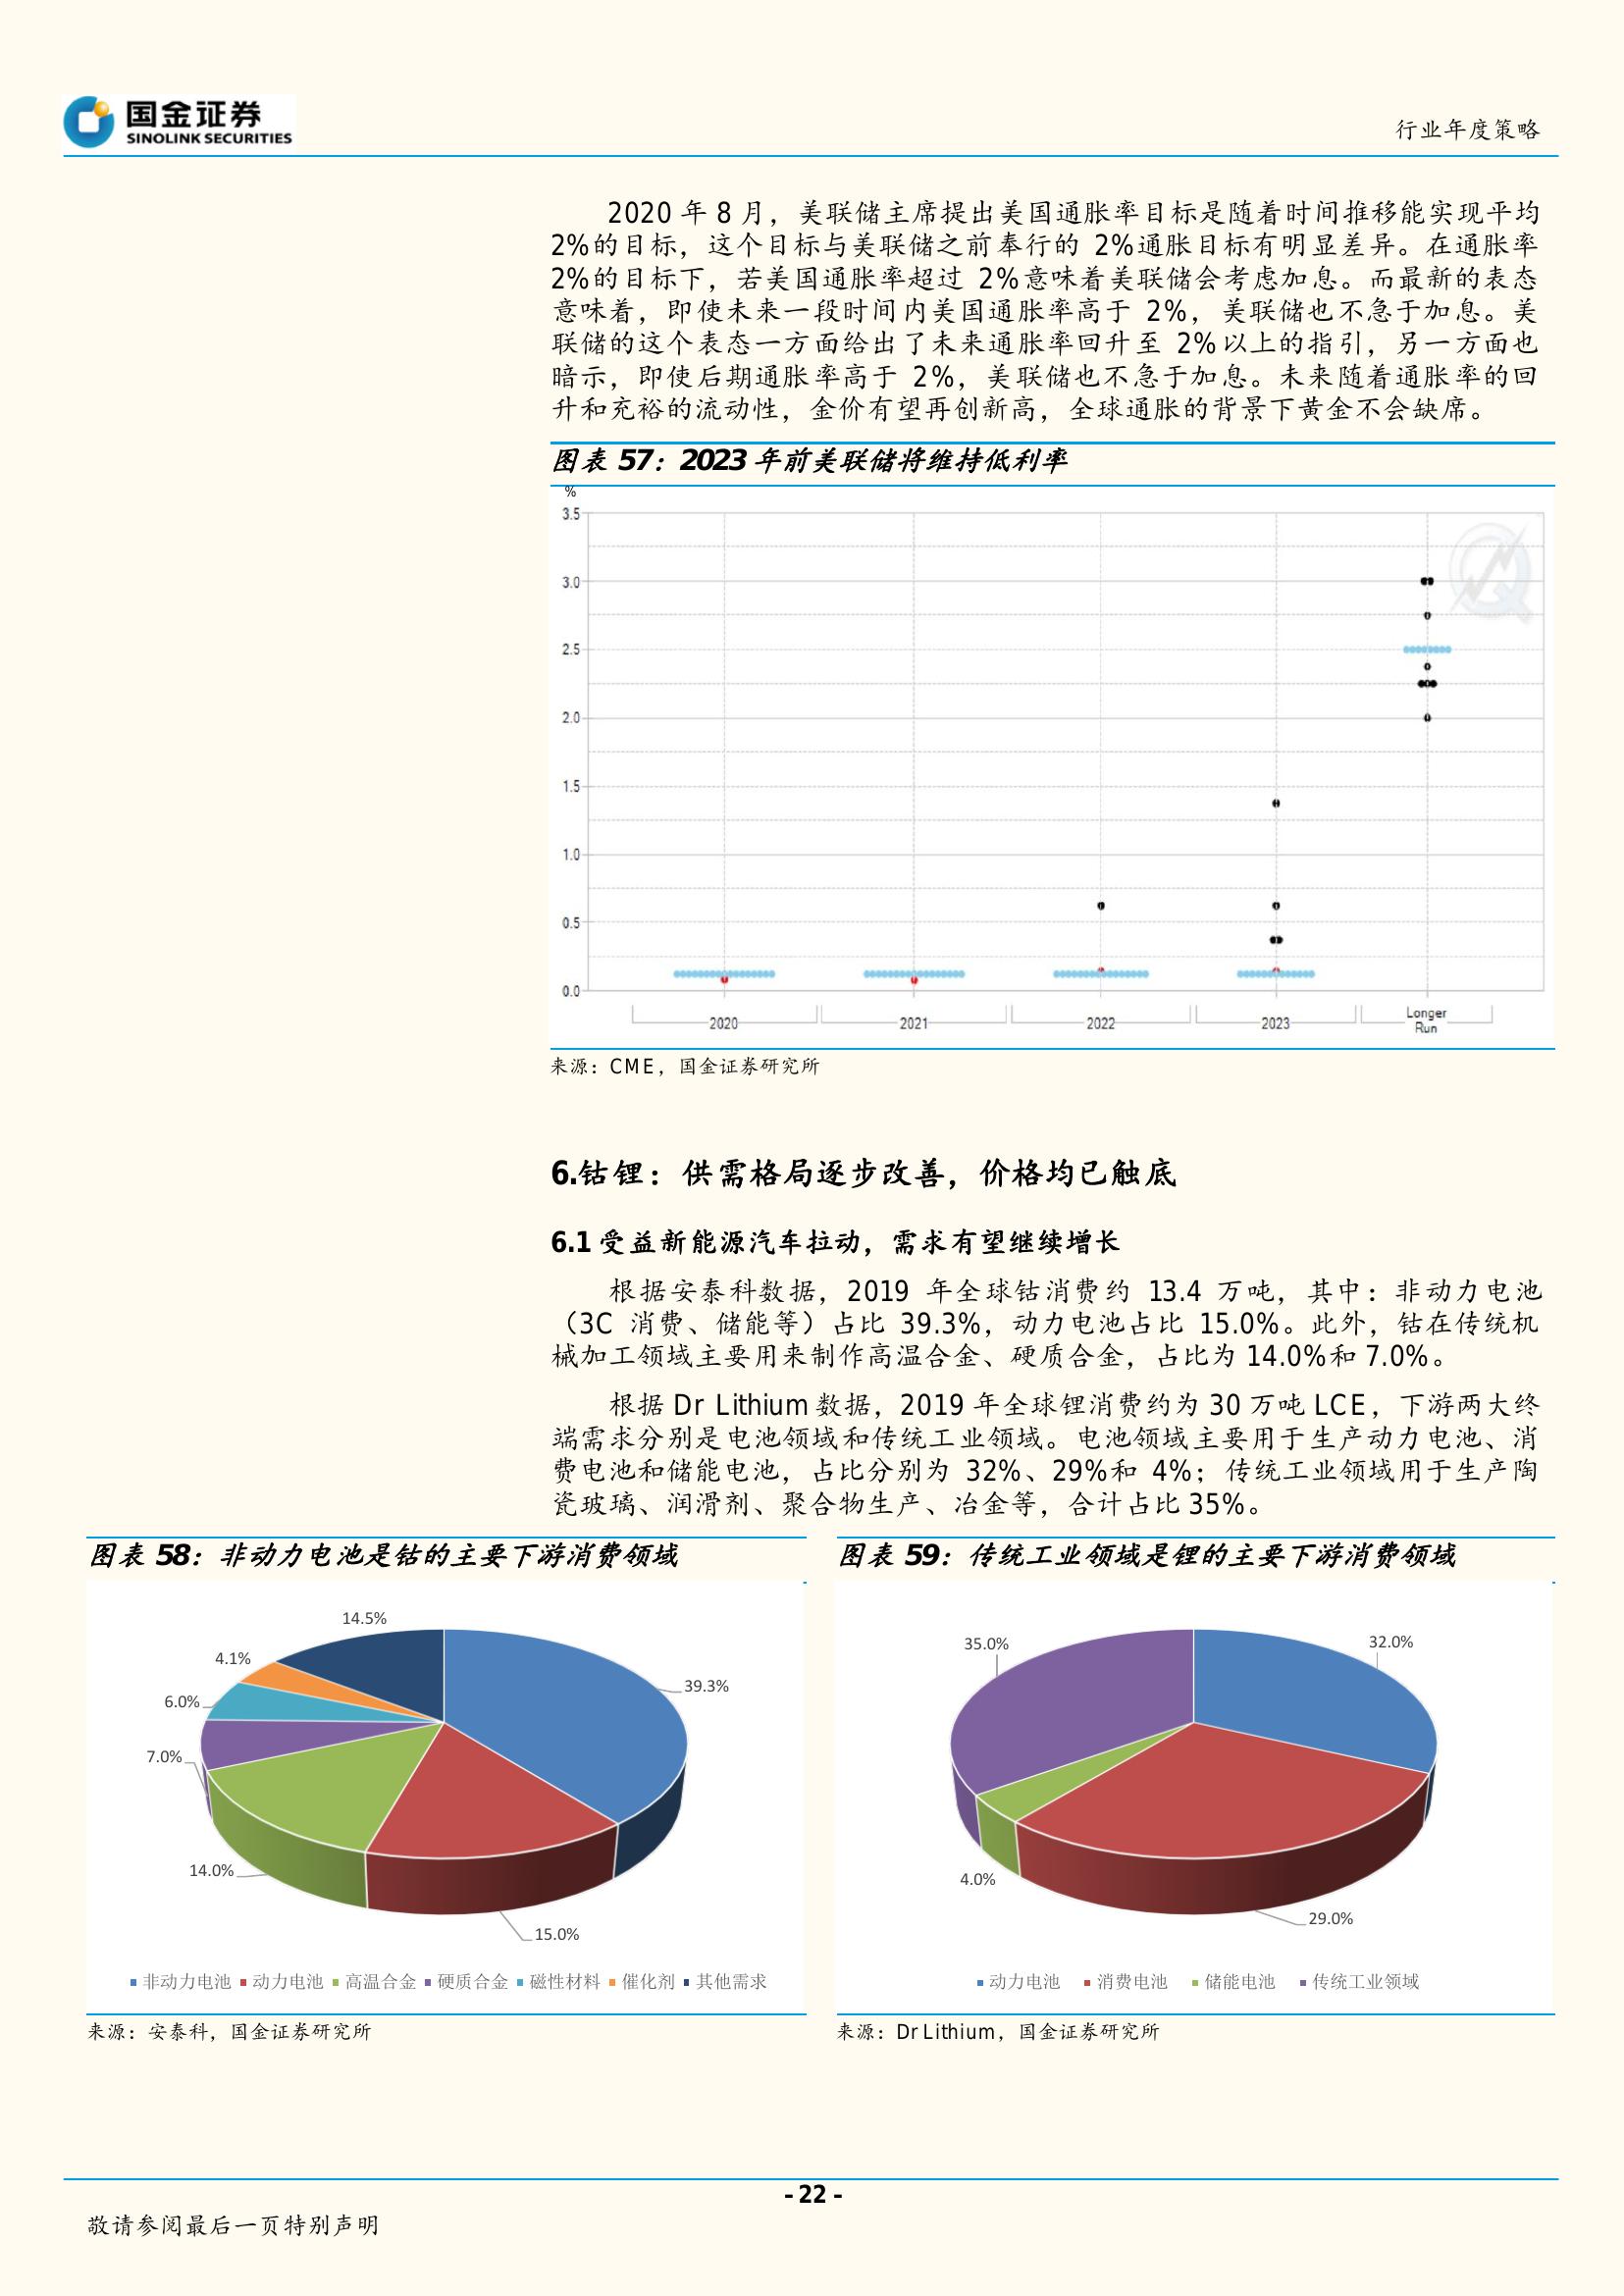 国金证券
SINOLINK SECURITIES
行业年度策略
2020 年 8 月，美联储主席提出美国通胀率目标是随着时间推移能实现平均
2%的目标，这个目标与美联储之前奉行的 2%通胀目标有明显差异。在通胀率
2%的目标下，若美国通胀率超过 2%意味着美联储会考虑加息。而最新的表态
意味着，即使未来一段时间内美国通胀率高于 2%，美联储也不急于加息。美
联储的这个表态一方面给出了未来通胀率回升至 2%以上的指引，另一方面也
暗示，即使后期通胀率高于 2%，美联储也不急于加息。未来随着通胀率的回
升和充裕的流动性，金价有望再创新高，全球通胀的背景下黄金不会缺席。
图表 57：2023 年前美联储将维持低利率
%
3.5
3.0
2.5
2.0
1.5
1.0
0.5
0.0
2020 2021 2022 2023 Longer
Run
来源：CME，国金证券研究所
6.钴锂：供需格局逐步改善，价格均已触底
6.1 受益新能源汽车拉动，需求有望继续增长
根据安泰科数据，2019 年全球钴消费约 13.4 万吨，其中：非动力电池
（3C 消费、储能等）占比 39.3%，动力电池占比 15.0%。此外，钴在传统机
械加工领域主要用来制作高温合金、硬质合金，占比为 14.0%和 7.0%。
根据 Dr Lithium 数据，2019 年全球锂消费约为 30 万吨 LCE，下游两大终
端需求分别是电池领域和传统工业领域。电池领域主要用于生产动力电池、消
费电池和储能电池，占比分别为 32%、29%和 4%；传统工业领域用于生产陶
瓷玻璃、润滑剂、聚合物生产、冶金等，合计占比 35%。
图表 58：非动力电池是钴的主要下游消费领域
14.5%
4.1%
39.3%
6.0%
7.0%
14.0%
15.0%
非动力电池 动力电池 高温合金 硬质合金 磁性材料 催化剂 其他需求
来源：安泰科，国金证券研究所
图表 59：传统工业领域是锂的主要下游消费领域
35.0%
32.0%
4.0%
29.0%
动力电池 消费电池 储能电池 传统工业领域
来源：Dr Lithium，国金证券研究所
- 22 -
敬请参阅最后一页特别声明